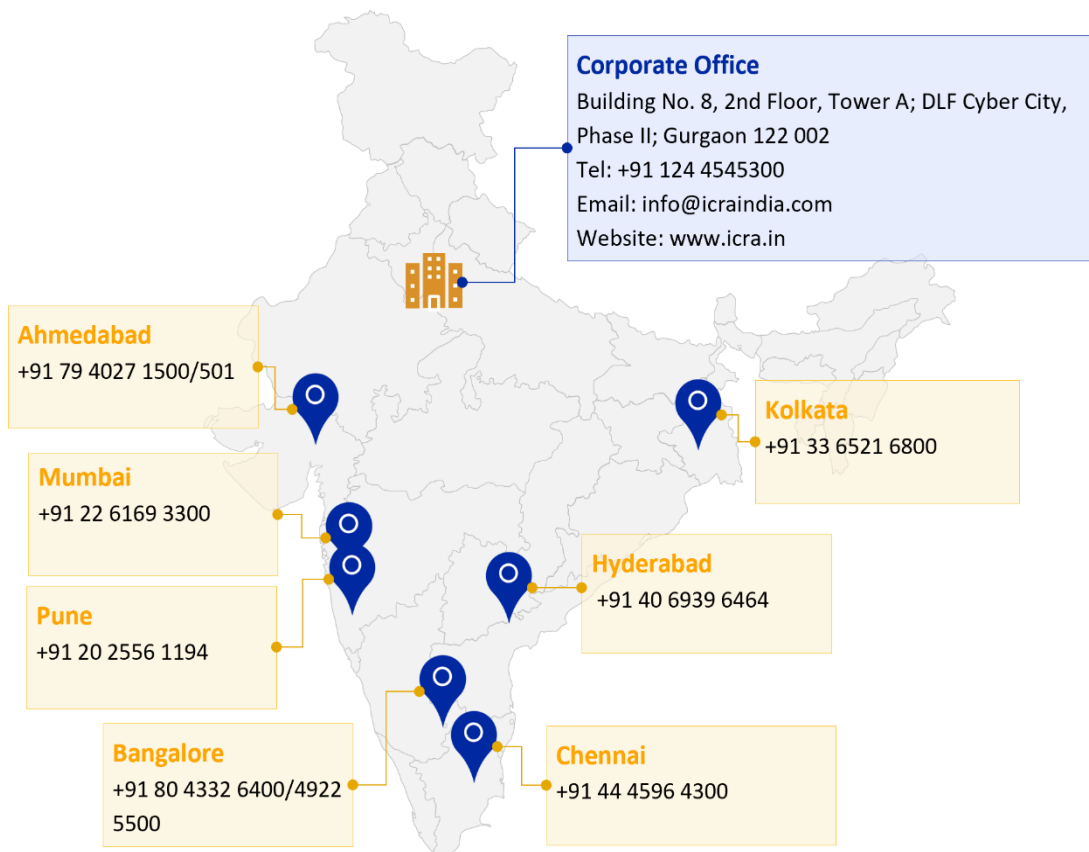 Corporate Office
Building No. 8, 2nd Floor, Tower A; DLF Cyber City,
Phase II; Gurgaon 122 002
Tel: +91 124 4545300
Email: info@icraindia.com
Website: www.icra.in
Ahmedabad
+91 79 4027 1500/501
Kolkata
+91 33 6521 6800
Mumbai
+91 22 6169 3300
Hyderabad
+91 40 6939 6464
Pune
+91 20 2556 1194
Bangalore
+91 80 4332 6400/4922
5500
Chennai
+91 44 4596 4300